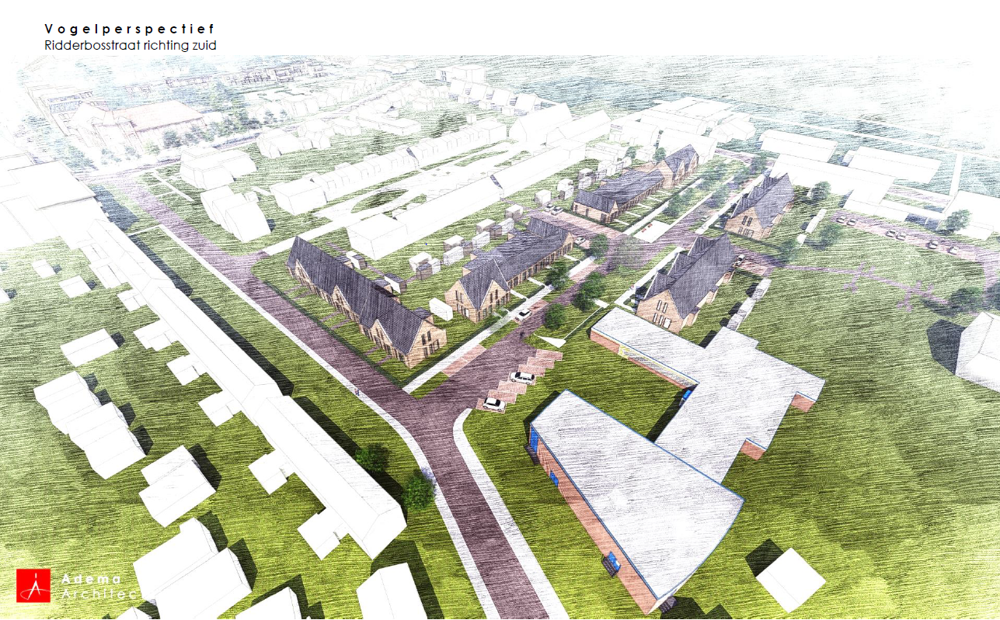 Vogelperspectief
Ridderbosstraat richting zuid
Adema
Architec